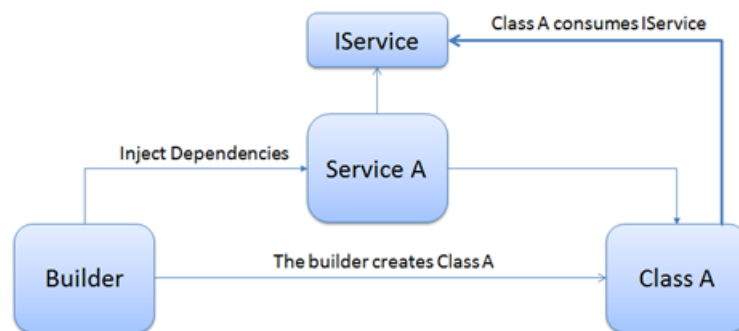 IService
Class A consumes IService
Inject Dependencies
Service A
Builder
The builder creates Class A
Class A